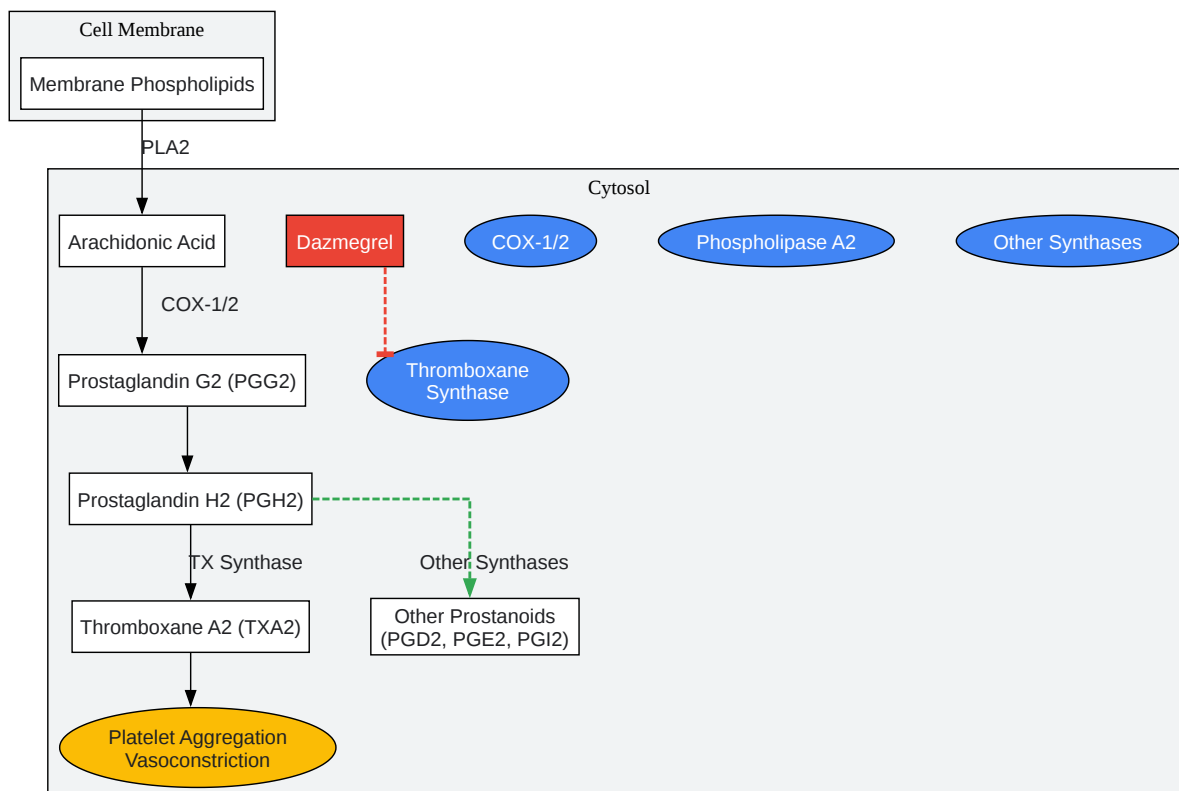 Cell Membrane
Membrane Phospholipids
PLA2
Cytosol
Arachidonic Acid
Dazmegrel
COX-1/2
Phospholipase A2
Other Synthases
COX-1/2
Prostaglandin G2 (PGG2)
Thromboxane
Synthase
Prostaglandin H2 (PGH2)
TX Synthase
Other Synthases
Thromboxane A2 (TXA2)
Other Prostanoids
(PGD2, PGE2, PGI2)
Platelet Aggregation
Vasoconstriction